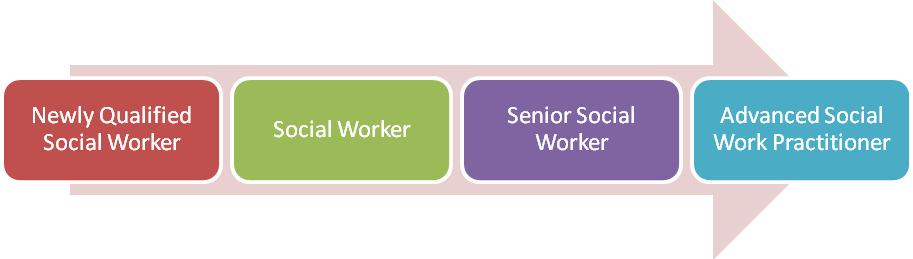 Newly Qualified
Social Worker
Social Worker
Senior Social
Worker
Advanced Social
Work Practitioner